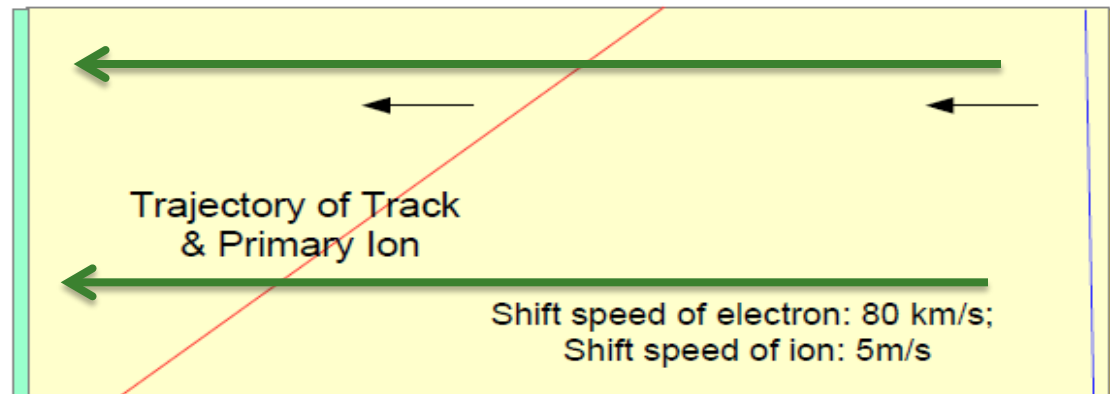 Trajectory of Track
& Primary Ion
Shift speed of electron: 80 km/s;
Shift speed of ion: 5m/s